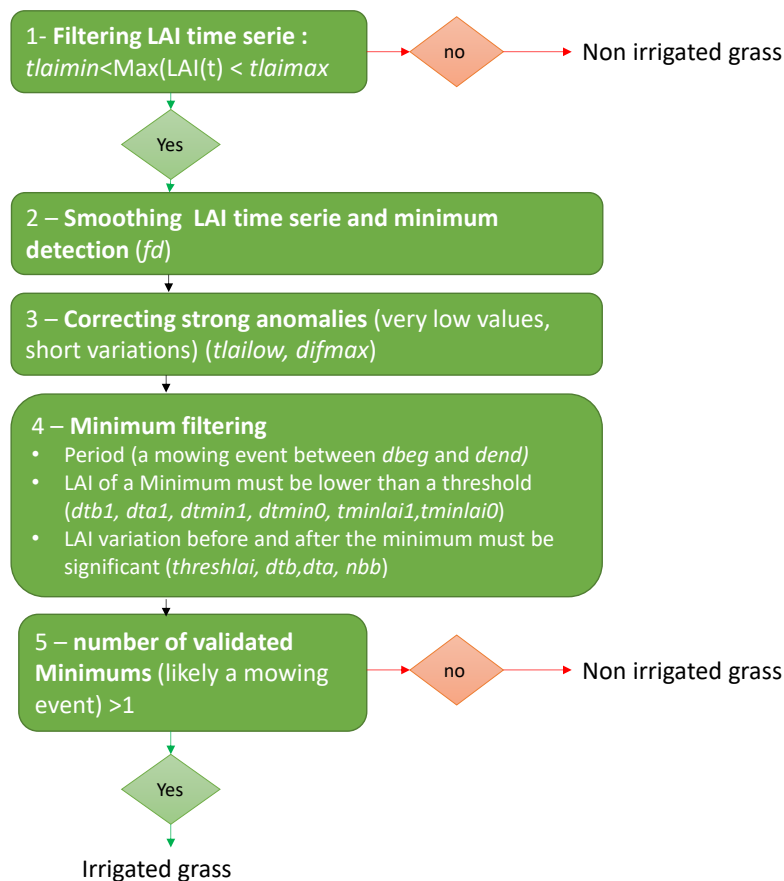 1- Filtering LAI time serie :
tlaimin<Max(LAI(t) < tlaimax
no
Non irrigated grass
Yes
2 – Smoothing LAI time serie and minimum
detection (fd)
3 – Correcting strong anomalies (very low values,
short variations) (tlailow, difmax)
4 – Minimum filtering
• Period (a mowing event between dbeg and dend)
• LAI of a Minimum must be lower than a threshold
(dtb1, dta1, dtmin1, dtmin0, tminlai1,tminlai0)
• LAI variation before and after the minimum must be
significant (threshlai, dtb,dta, nbb)
5 – number of validated
Minimums (likely a mowing
event) >1
no
Non irrigated grass
Yes
Irrigated grass